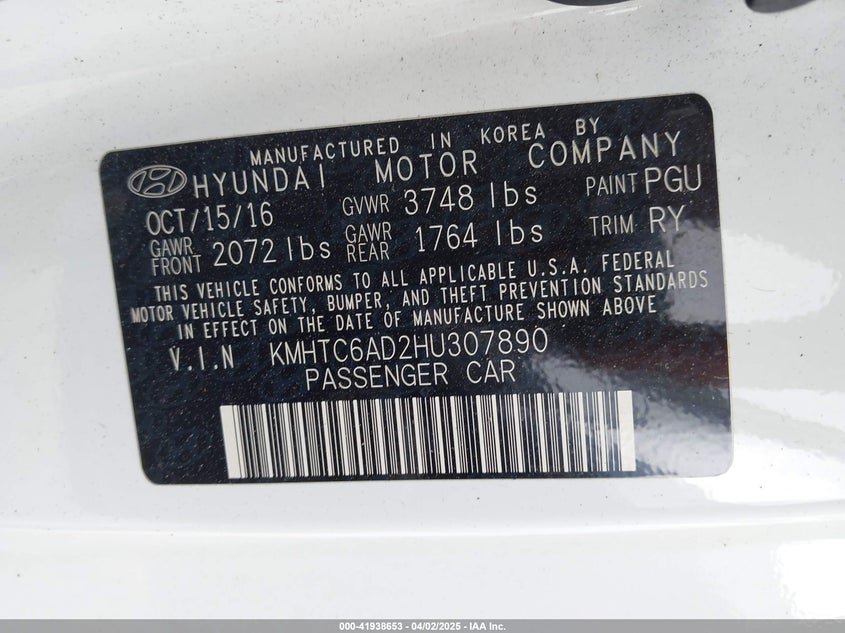 MANUFACTURED IN KOREA BY
HYUNDAI MOTOR COMPANY
OCT/15/16 GVWR 3748 lbs PAINT PGU
GAWR FRONT 2072 lbs GAWR REAR 1764 lbs TRIM RY
THIS VEHICLE CONFORMS TO ALL APPLICABLE U.S.A. FEDERAL
MOTOR VEHICLE SAFETY, BUMPER, AND THEFT PREVENTION STANDARDS
IN EFFECT ON THE DATE OF MANUFACTURE SHOWN ABOVE
V.I.N KMHTC6AD2HU307890
PASSENGER CAR
000-41938653 - 04/02/2025 - IAA Inc.